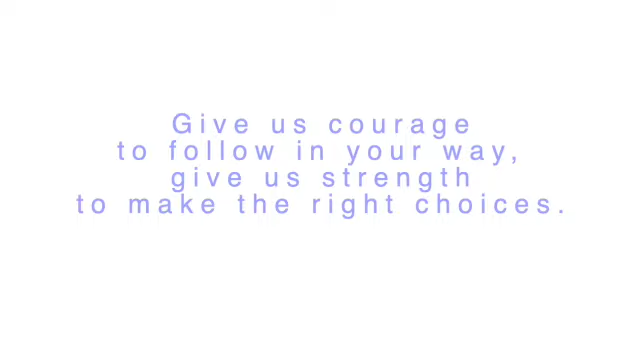 Give us courage
to follow in your way,
give us strength
to make the right choices.